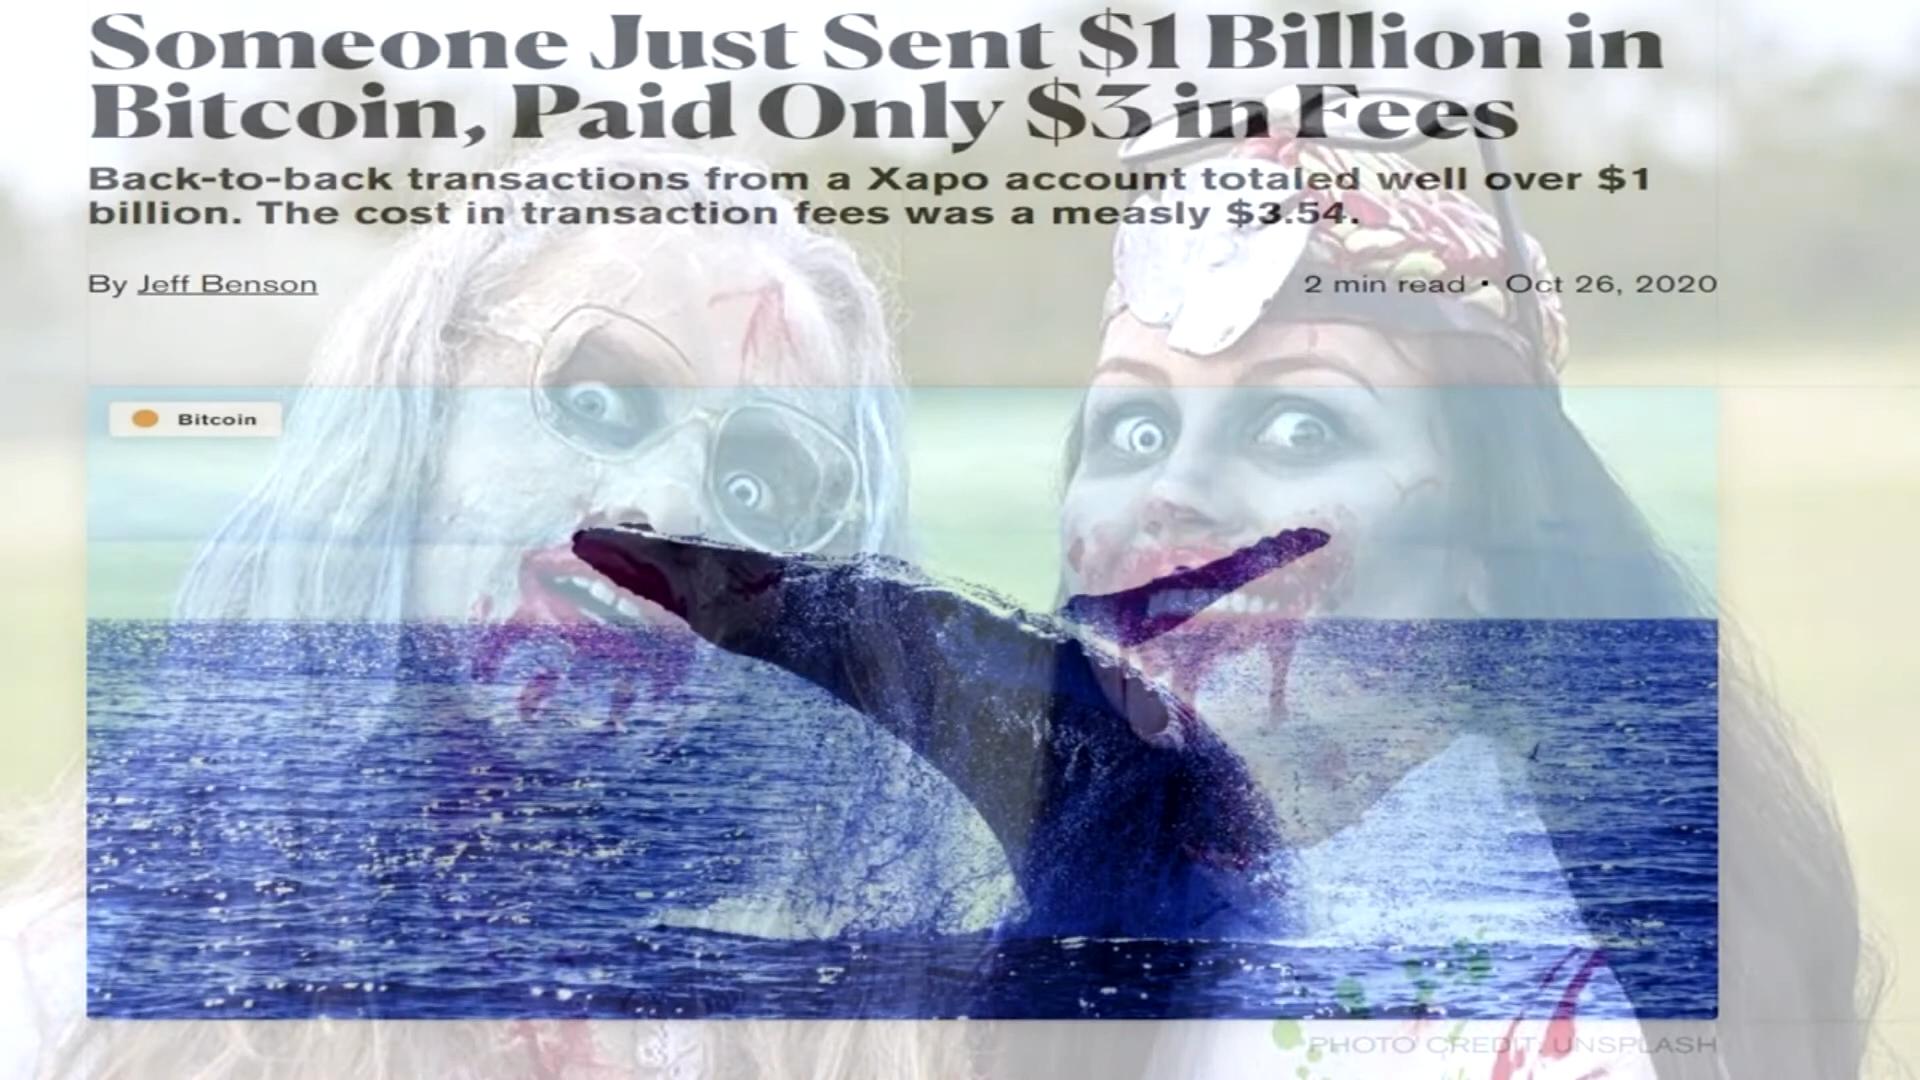 Someone Just Sent $1 Billion in
Bitcoin, Paid Only $3 in Fees
Back-to-back transactions from a Xapo account totaled well over $1
billion. The cost in transaction fees was a measly $3.54.
By Jeff Benson
2 min read • Oct 26, 2020
Bitcoin
PHOTO CREDIT: UNSPLASH